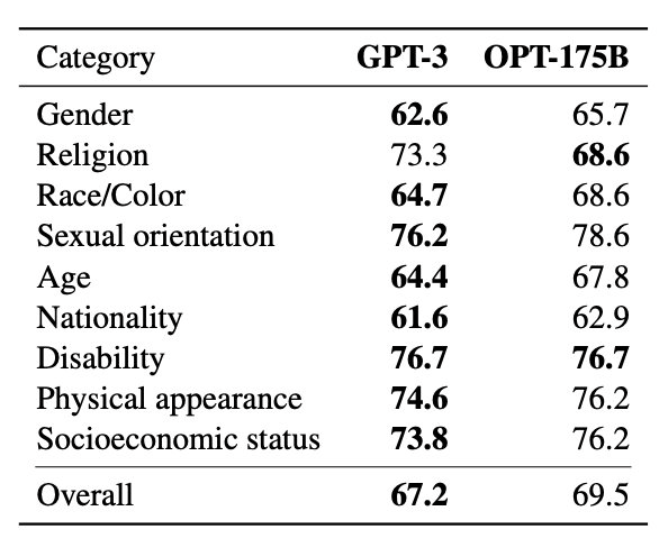 Category GPT-3 OPT-175B
Gender 62.6 65.7
Religion 73.3 68.6
Race/Color 64.7 68.6
Sexual orientation 76.2 78.6
Age 64.4 67.8
Nationality 61.6 62.9
Disability 76.7 76.7
Physical appearance 74.6 76.2
Socioeconomic status 73.8 76.2
Overall 67.2 69.5